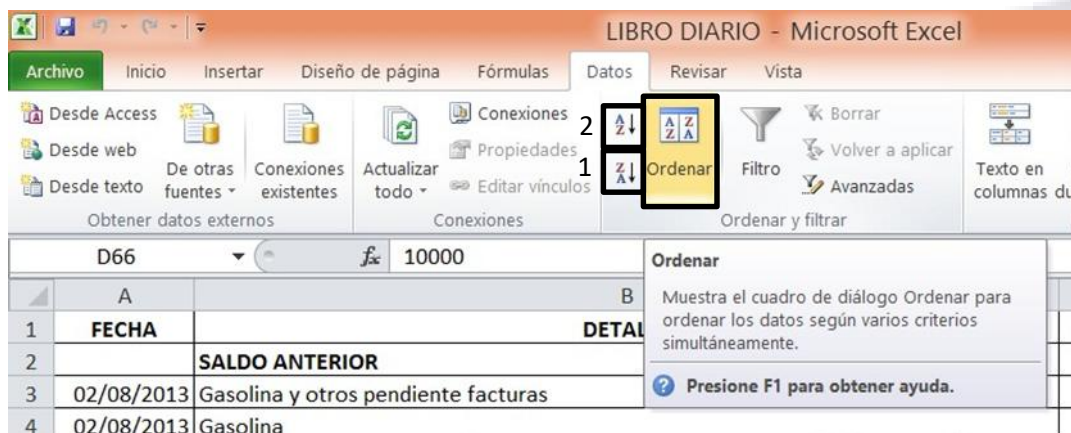 LIBRO DIARIO - Microsoft Excel
Archivo Inicio Insertar Diseño de página Fórmulas Datos Revisar Vista
Desde Access
Desde web
Desde texto
De otras
fuentes
Conexiones
existentes
Obtener datos externos
Actualizar
todo
Conexiones
Propiedades
Editar vínculos
Conexiones
2
1
A
Z
Z
A
A Z
Z A
Ordenar
Filtro
Borrar
Volver a aplicar
Avanzadas
Ordenar y filtrar
Texto en
columnas du
D66 fx 10000
Ordenar
Muestra el cuadro de diálogo Ordenar para
ordenar los datos según varios criterios
simultáneamente.
Presione F1 para obtener ayuda.
A B
1 FECHA DETAL
2 SALDO ANTERIOR
3 02/08/2013 Gasolina y otros pendiente facturas
4 02/08/2013 Gasolina